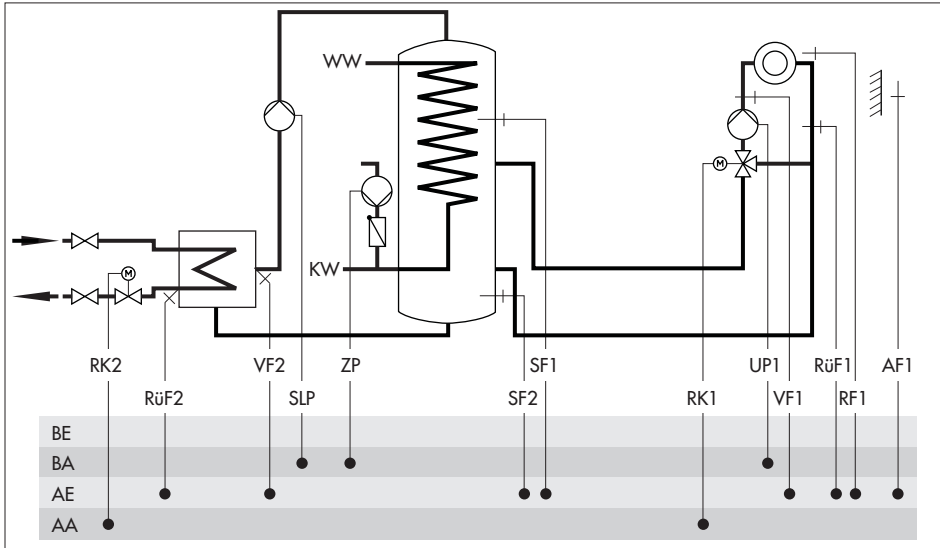 WW
M
KW
M
RK2 VF2 ZP SF1 UP1 RüF1 AF1
RüF2 SLP SF2 RK1 VF1 RF1
BE
BA
AE
AA